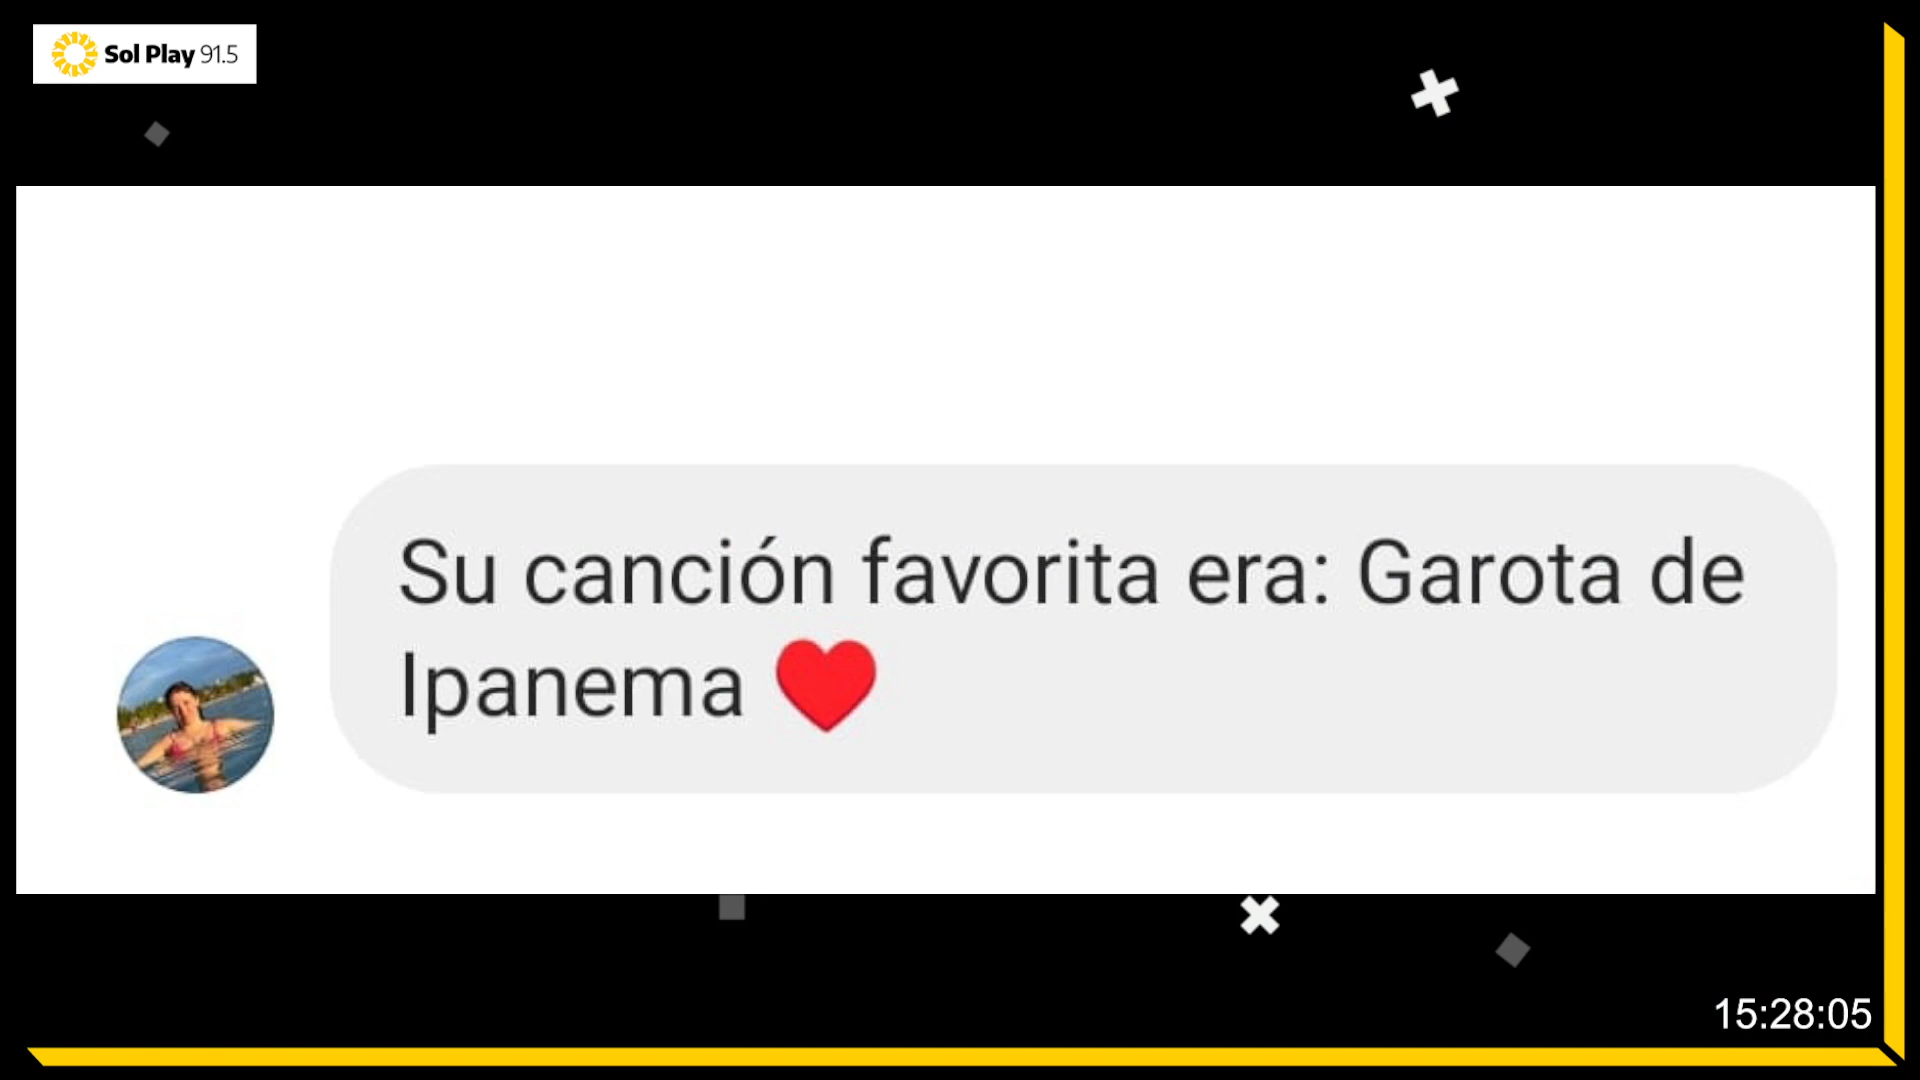 Sol Play 91.5
Su canción favorita era: Garota de
Ipanema ❤️
15:28:05